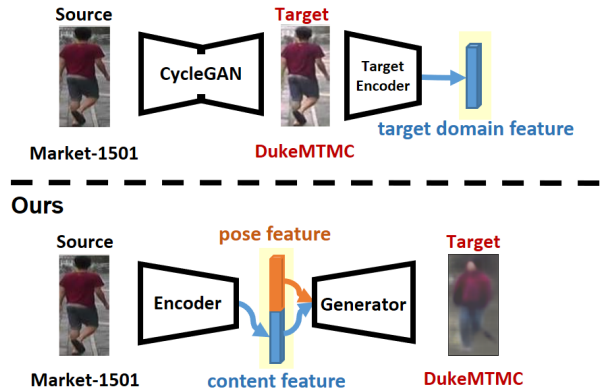 Source
Target
CycleGAN
Target
Encoder
target domain feature
Market-1501
DukeMTMC
Ours
Source
pose feature
Target
Encoder
Generator
Market-1501
content feature
DukeMTMC